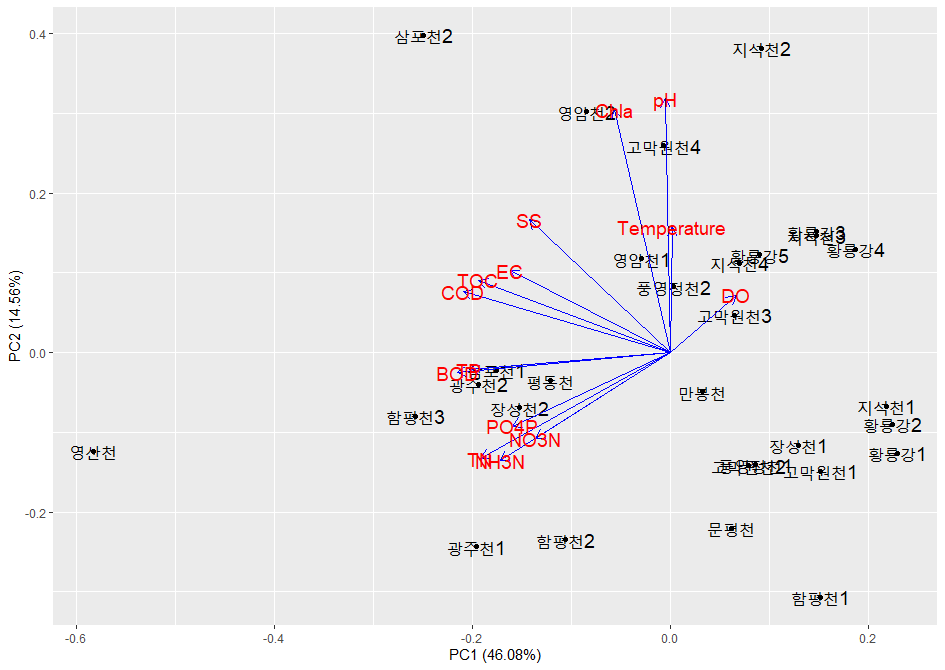 0.4
0.2
0.0
-0.2
PC2 (14.56%)
삼포천2
지석천2
pH
Chla
영암천2
고막원천4
SS
Temperature
황룡강3
지석천3
황룡강4
황룡강5
지석천4
영암천1
EC
TOC
COD
풍영정천2
DO
고막원천3
BOD
평동천
광주천2
만봉천
장성천2
지석천1
함평천3
PO4P
황룡강2
NO3N
장성천1
영산천
황룡강1
TN
NH3N
고막원천1
문평천
함평천2
광주천1
함평천1
-0.6
-0.4
-0.2
0.0
0.2
PC1 (46.08%)